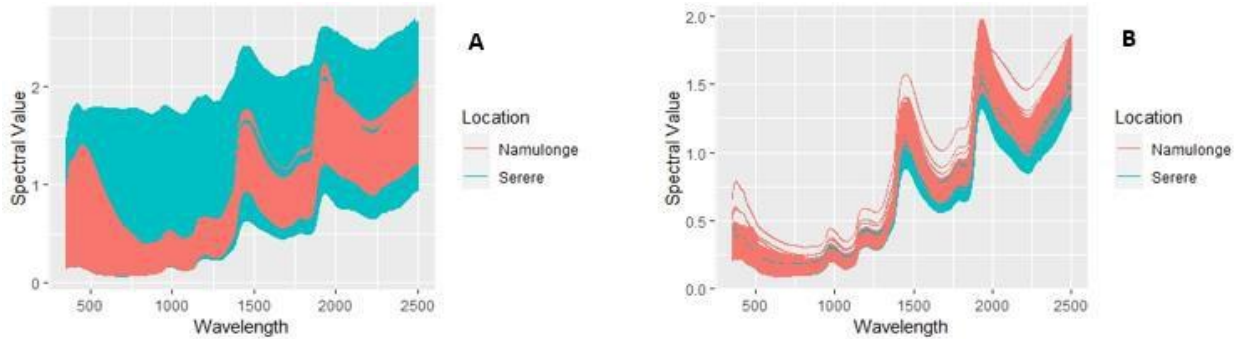 A
Spectral Value
2
1
0
500 1000 1500 2000 2500
Wavelength
Location
Namulonge
Serere
B
Spectral Value
2.0
1.5
1.0
0.5
0.0
500 1000 1500 2000 2500
Wavelength
Location
Namulonge
Serere